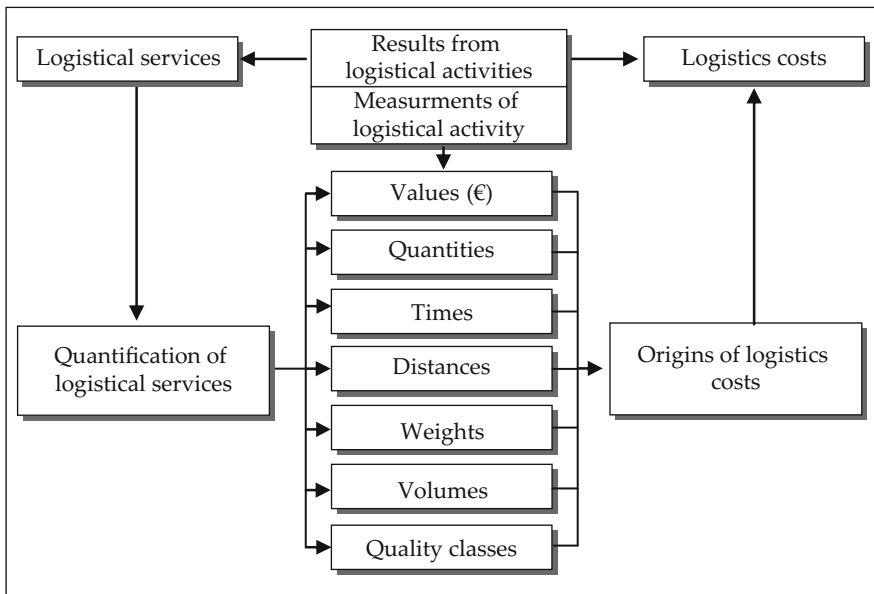 Logistical services
Results from
logistical activities
Logistics costs
Measurments of
logistical activity
Values (€)
Quantities
Times
Quantification of
logistical services
Distances
Origins of logistics
costs
Weights
Volumes
Quality classes